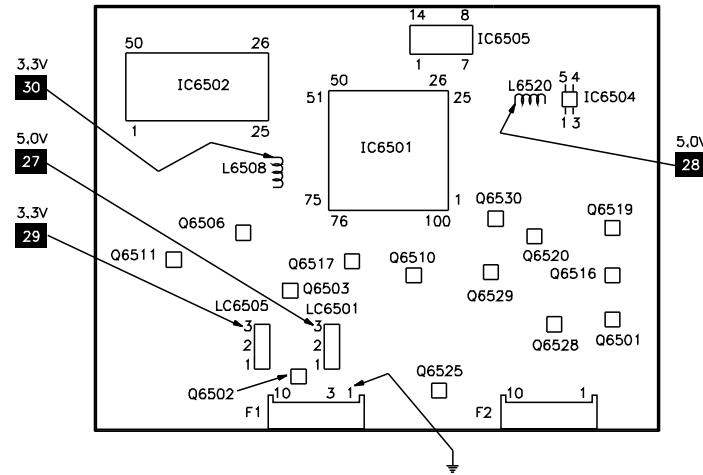 14 8
IC6505
1 7
50 26
IC6502
1 25
3,3V
30
5,0V
27
3,3V
29
50 26
51 25
IC6501
75 1
76 100
L6520
5 4
IC6504
1 3
5,0V
28
L6508
Q6506
Q6511
Q6530
Q6519
Q6520
Q6517
Q6510
Q6516
Q6529
Q6503
LC6505
LC6501
3
2
1
3
2
1
Q6528
Q6501
Q6502
Q6525
F1
10 3 1
F2
10 1